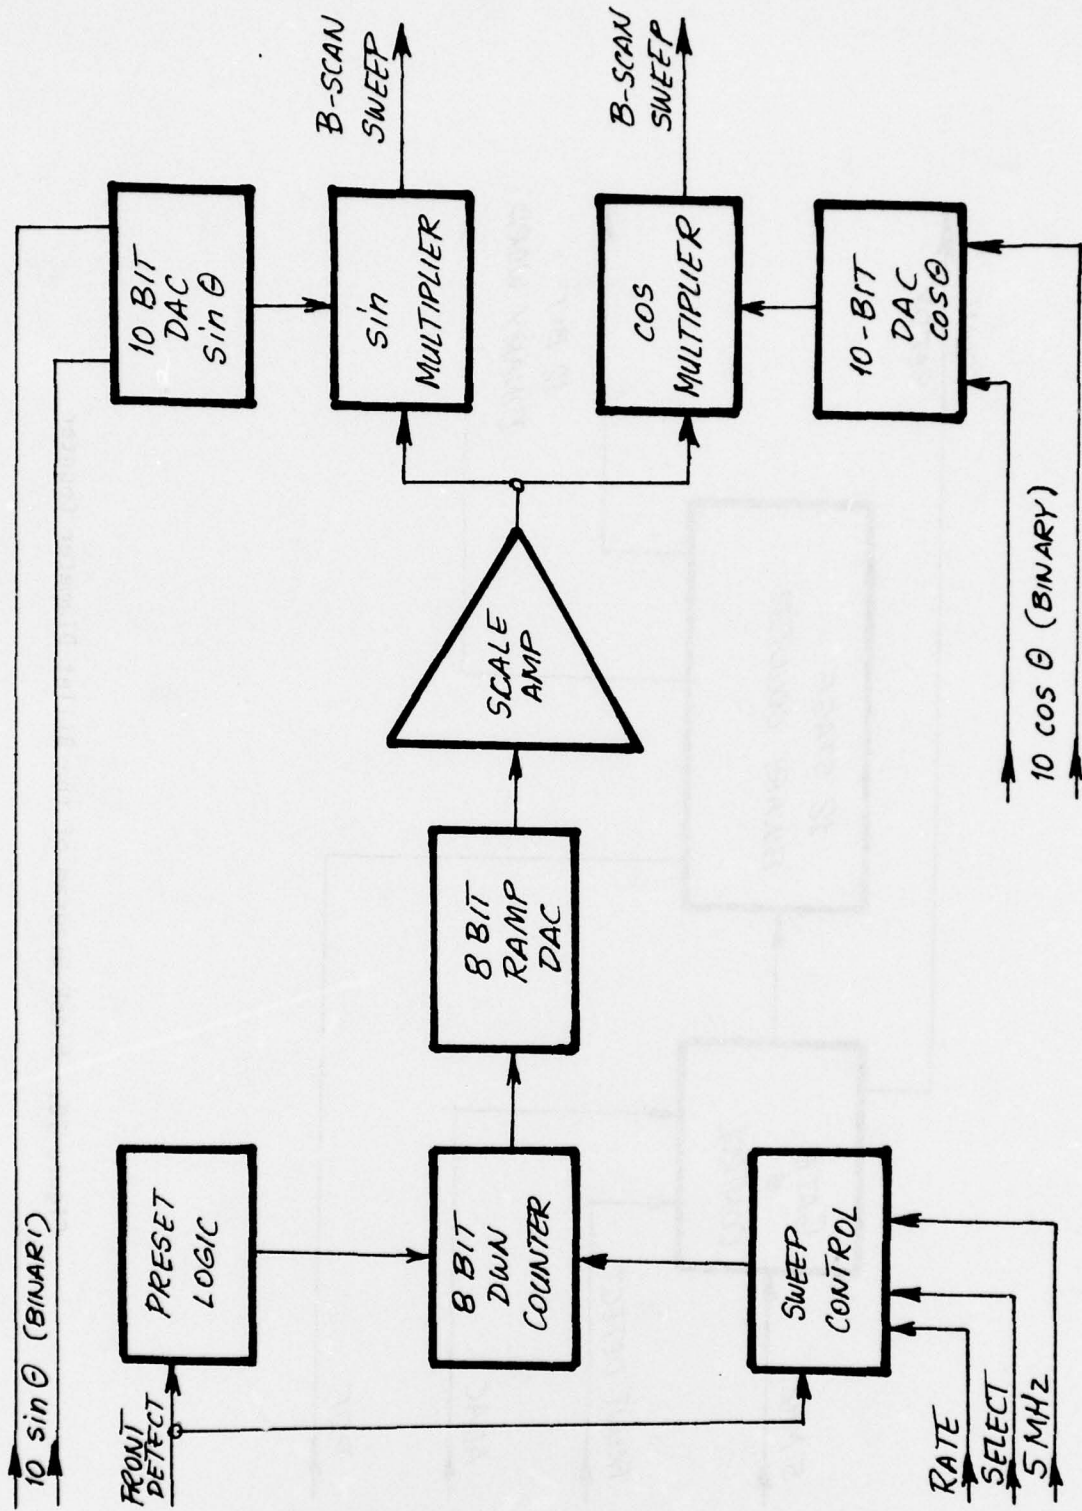 10 sin θ (BINARI)
10 BIT
DAC
sin θ
B-SCAN
SWEEP
sin
MULTIPLIER
B-SCAN
SWEEP
COS
MULTIPLIER
10-BIT
DAC
COSθ
10 COS θ (BINARY)
SCALE
AMP
8 BIT
RAMP
DAC
FRONT
DETECT
PRESET
LOGIC
8 BIT
DWN
COUNTER
SWEEP
CONTROL
RATE
SELECT
5 MHz